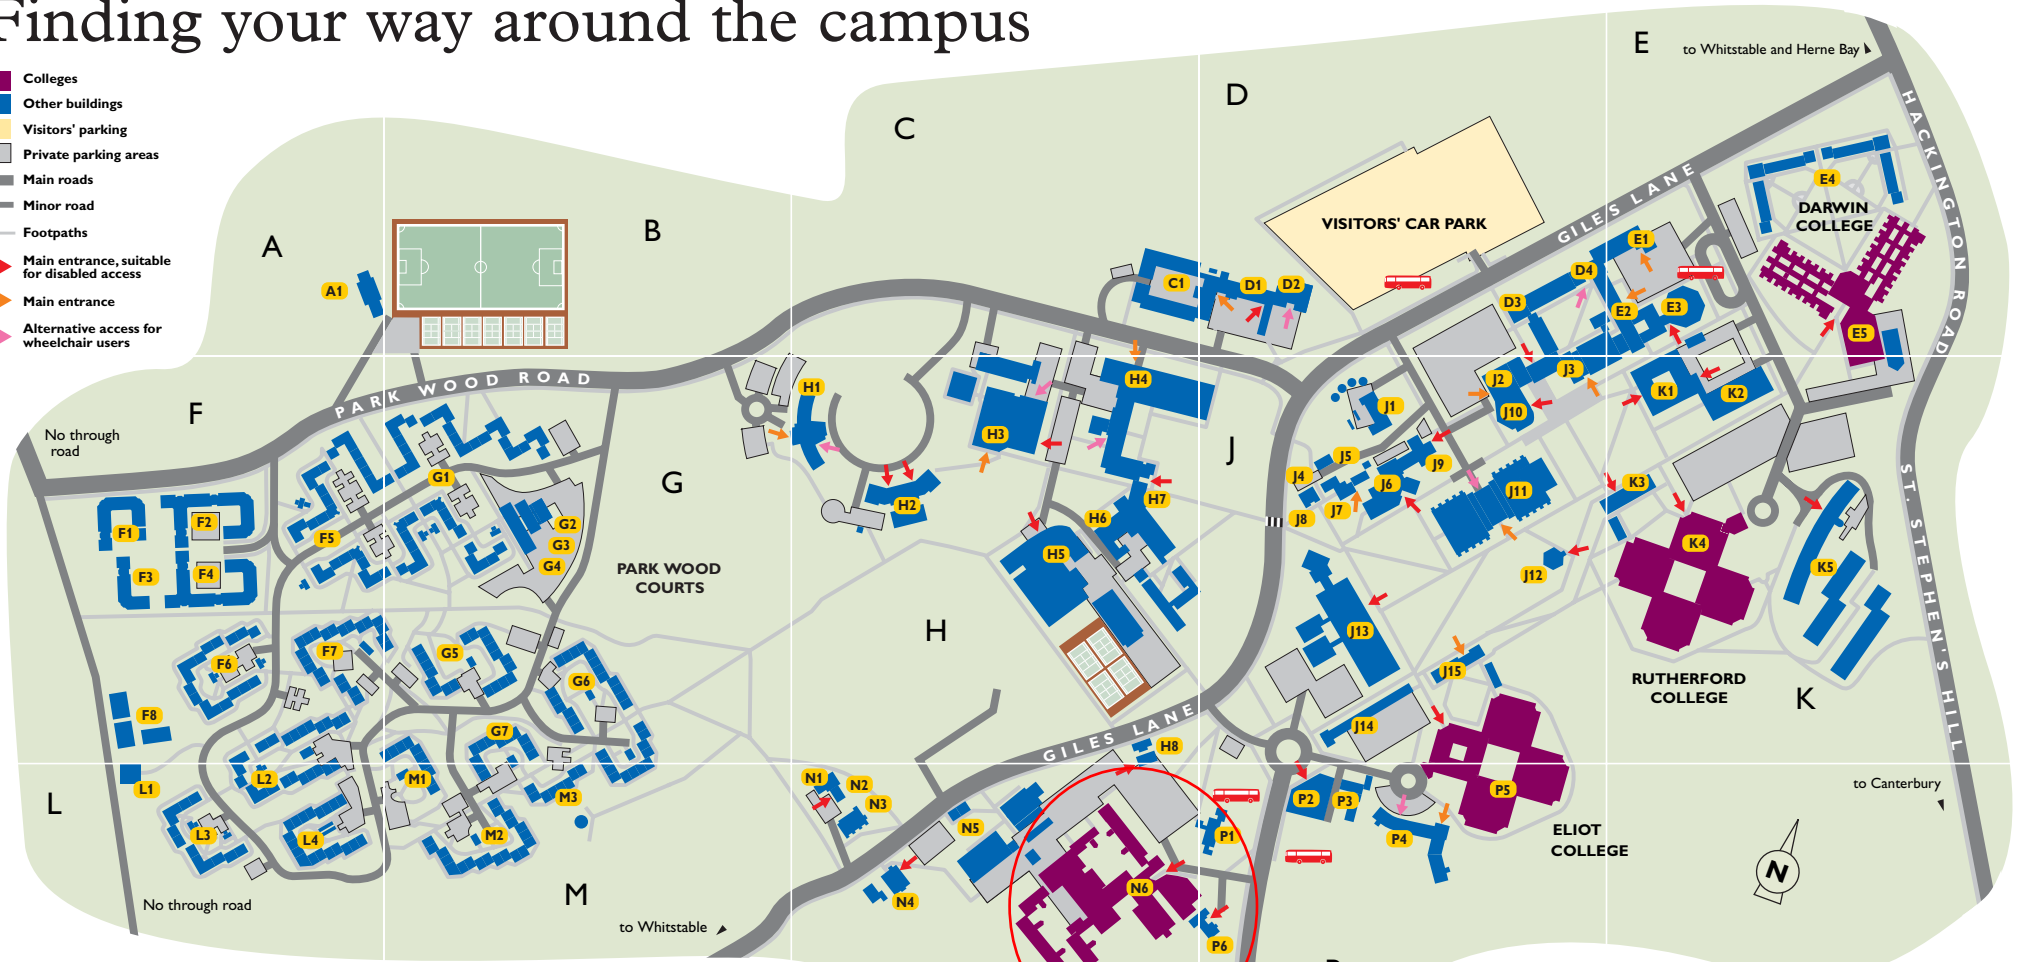 Finding your way around the campus
Colleges
Other buildings
Visitors' parking
Private parking areas
Main roads
Minor road
Footpaths
Main entrance, suitable
for disabled access
Main entrance
Alternative access for
wheelchair users
A
B
C
D
E
to Whitstable and Herne Bay
HACKINGTON ROAD
GILES LANE
VISITORS' CAR PARK
E4
DARWIN
COLLEGE
E1
E2
E3
E5
D4
D3
D1
D2
C1
A1
PARK WOOD ROAD
F
No through
road
G
H
J
K
F1
F2
F3
F4
F5
F6
F7
F8
G1
G2
G3
G4
G5
G6
G7
PARK WOOD
COURTS
H1
H2
H3
H4
H5
H6
H7
H8
J1
J2
J3
J4
J5
J6
J7
J8
J9
J10
J11
J12
J13
J14
J15
K1
K2
K3
K4
K5
RUTHERFORD
COLLEGE
ST. STEPHEN'S HILL
GILES LANE
L
L1
L2
L3
L4
M1
M2
M3
M
No through road
to Whitstable
N1
N2
N3
N4
N5
N6
P1
P2
P3
P4
P5
P6
ELIOT
COLLEGE
to Canterbury
N